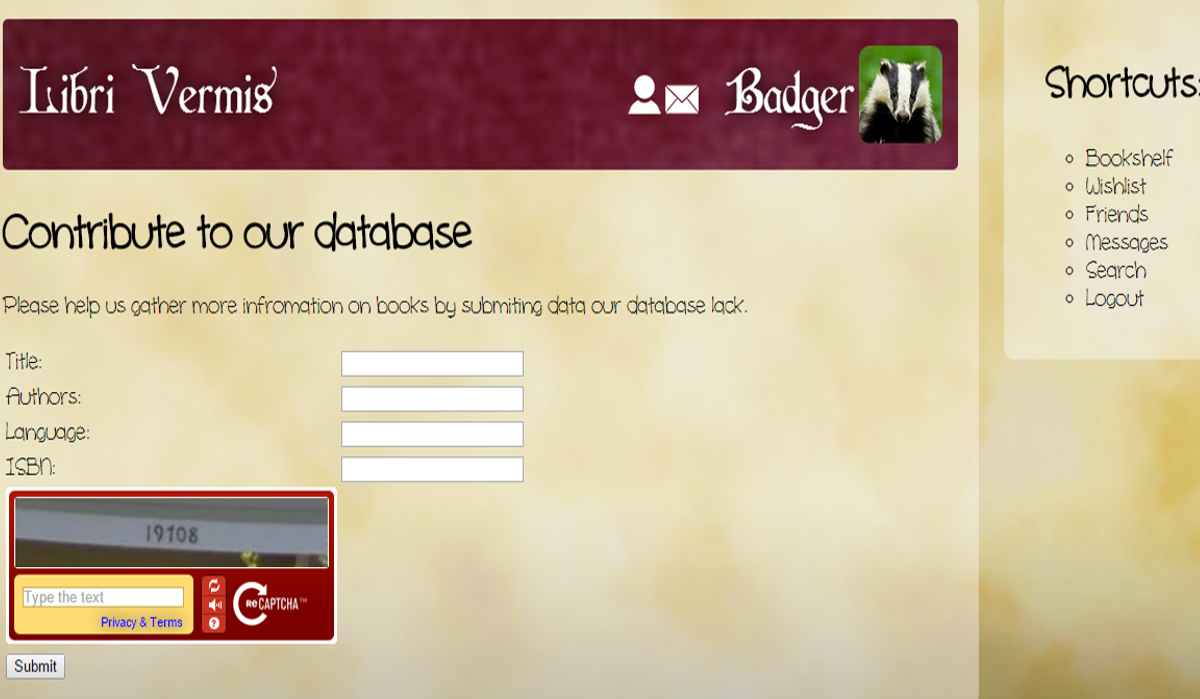 Libri Vermis
Badger
Contribute to our database
Please help us gather more infromation on books by submiting data our database lack.
Title:
Authors:
Language:
ISBN:
19108
Type the text
Privacy & Terms
reCAPTCHA™
Submit
Shortcuts:
Bookshelf
Wishlist
Friends
Messages
Search
Logout